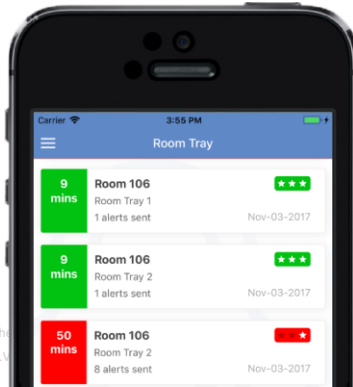 Carrier 3:55 PM
Room Tray
9 mins
Room 106
Room Tray 1
1 alerts sent
Nov-03-2017
9 mins
Room 106
Room Tray 2
1 alerts sent
Nov-03-2017
50 mins
Room 106
Room Tray 2
8 alerts sent
Nov-03-2017